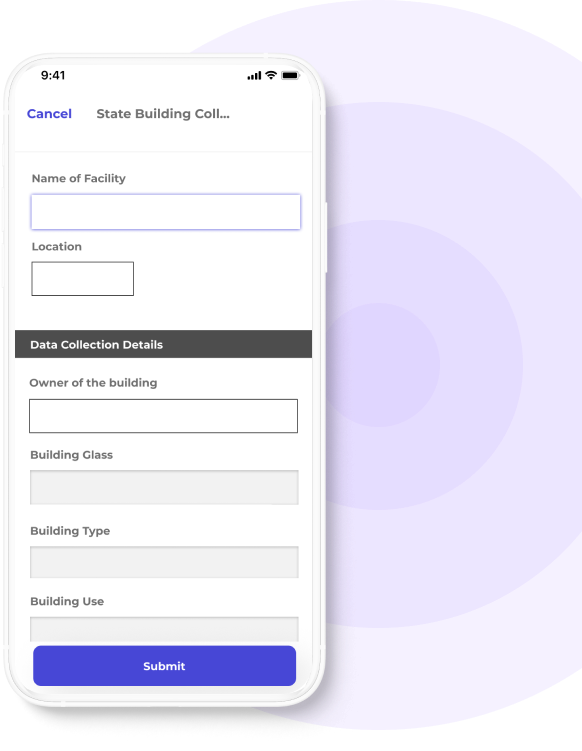 9:41
Cancel State Building Coll...
Name of Facility
Location
Data Collection Details
Owner of the building
Building Glass
Building Type
Building Use
Submit